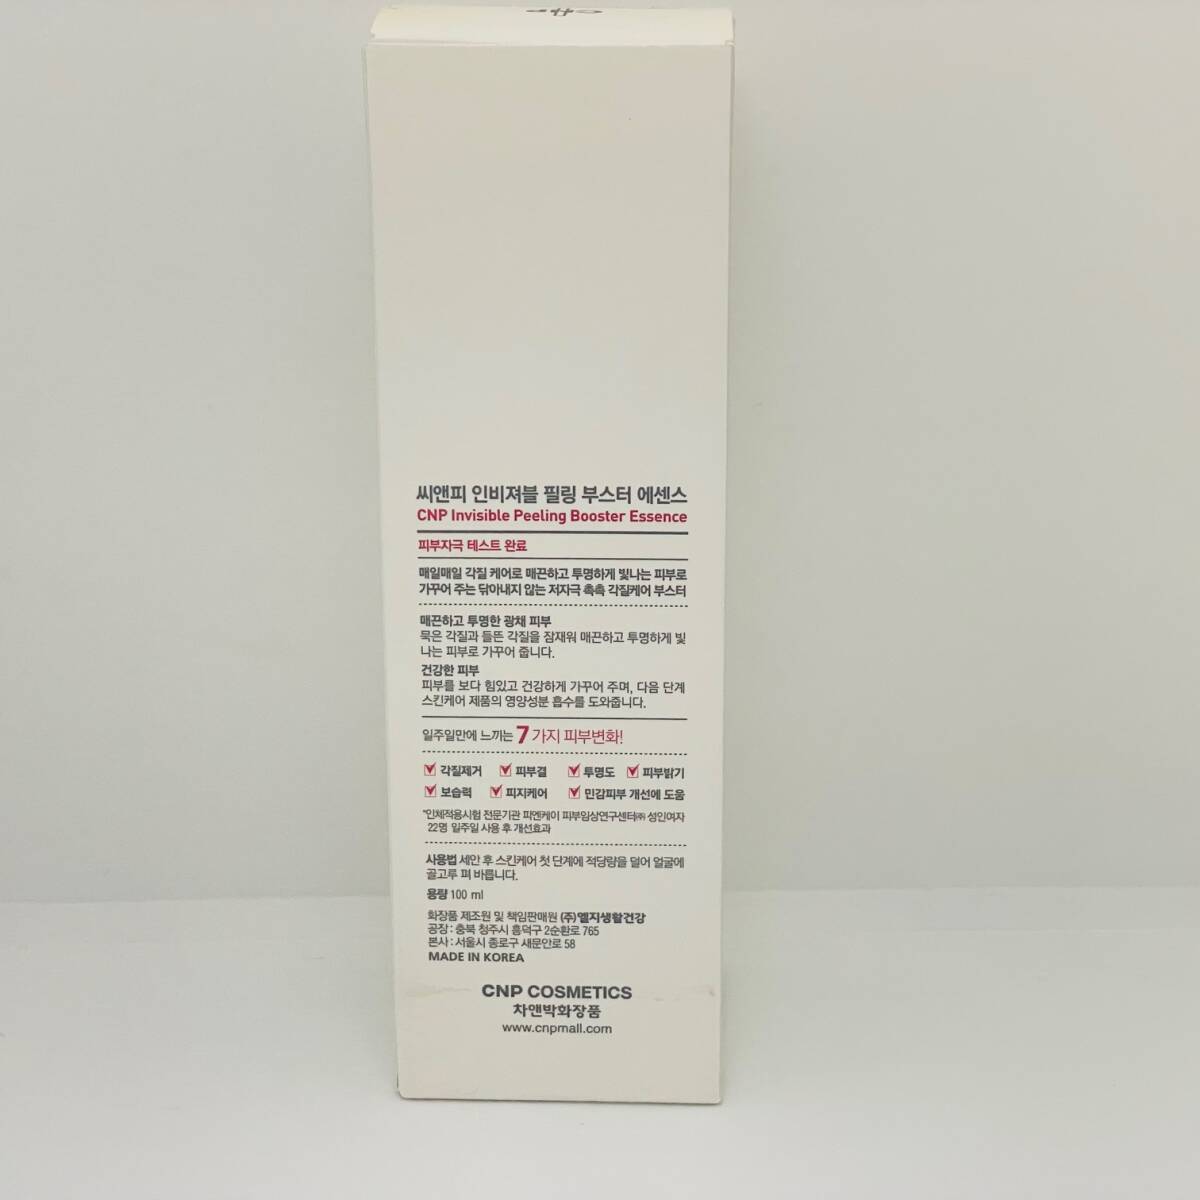 씨앤피 인비져블 필링 부스터 에센스
CNP Invisible Peeling Booster Essence
피부자극 테스트 완료
매일매일 각질 케어로 매끈하고 투명하게 빛나는 피부로
가꾸어 주는 닦아내지 않는 저자극 촉촉 각질케어 부스터
매끈하고 투명한 광채 피부
묵은 각질과 들뜬 각질을 잠재워 매끈하고 투명하게 빛
나는 피부로 가꾸어 줍니다.
건강한 피부
피부를 보다 힘있고 건강하게 가꾸어 주며, 다음 단계
스킨케어 제품의 영양성분 흡수를 도와줍니다.
일주일만에 느끼는 7가지 피부변화!
각질제거 피부결 투명도 피부밝기
보습력 피지케어 민감피부 개선에 도움
*인체적용시험 전문기관 피엔케이 피부임상연구센터㈜ 성인여자
22명 일주일 사용 후 개선효과
사용법 세안 후 스킨케어 첫 단계에 적당량을 덜어 얼굴에
골고루 펴 바릅니다.
용량 100 ml
화장품 제조원 및 책임판매원 (주)엘지생활건강
공장 : 충북 청주시 흥덕구 2순환로 765
본사 : 서울시 종로구 새문안로 58
MADE IN KOREA
CNP COSMETICS
차앤박화장품
www.cnpmall.com